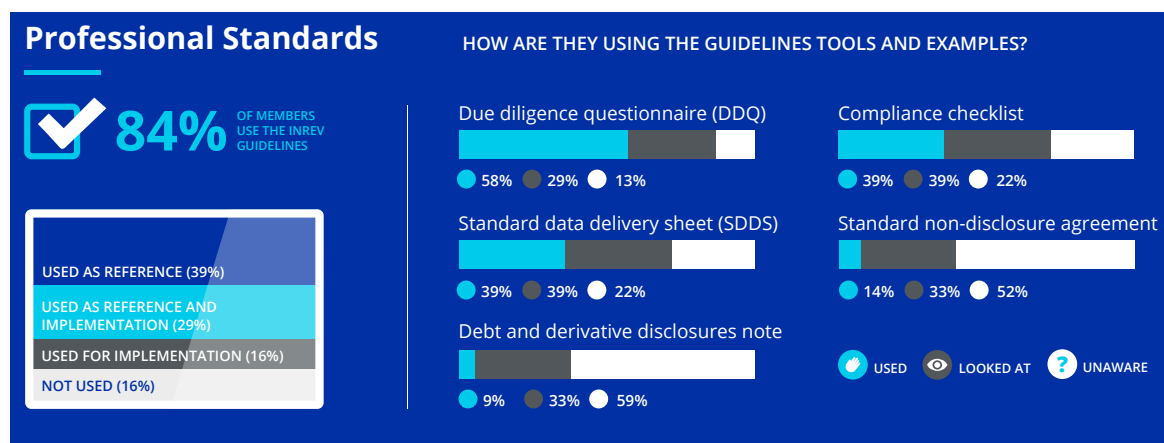 Professional Standards
84%
OF MEMBERS
USE THE INREV
GUIDELINES
USED AS REFERENCE (39%)
USED AS REFERENCE AND
IMPLEMENTATION (29%)
USED FOR IMPLEMENTATION (16%)
NOT USED (16%)
HOW ARE THEY USING THE GUIDELINES TOOLS AND EXAMPLES?
Due diligence questionnaire (DDQ)
58% 29% 13%
Compliance checklist
39% 39% 22%
Standard data delivery sheet (SDDS)
39% 39% 22%
Standard non-disclosure agreement
14% 33% 52%
Debt and derivative disclosures note
9% 33% 59%
USED LOOKED AT ? UNAWARE